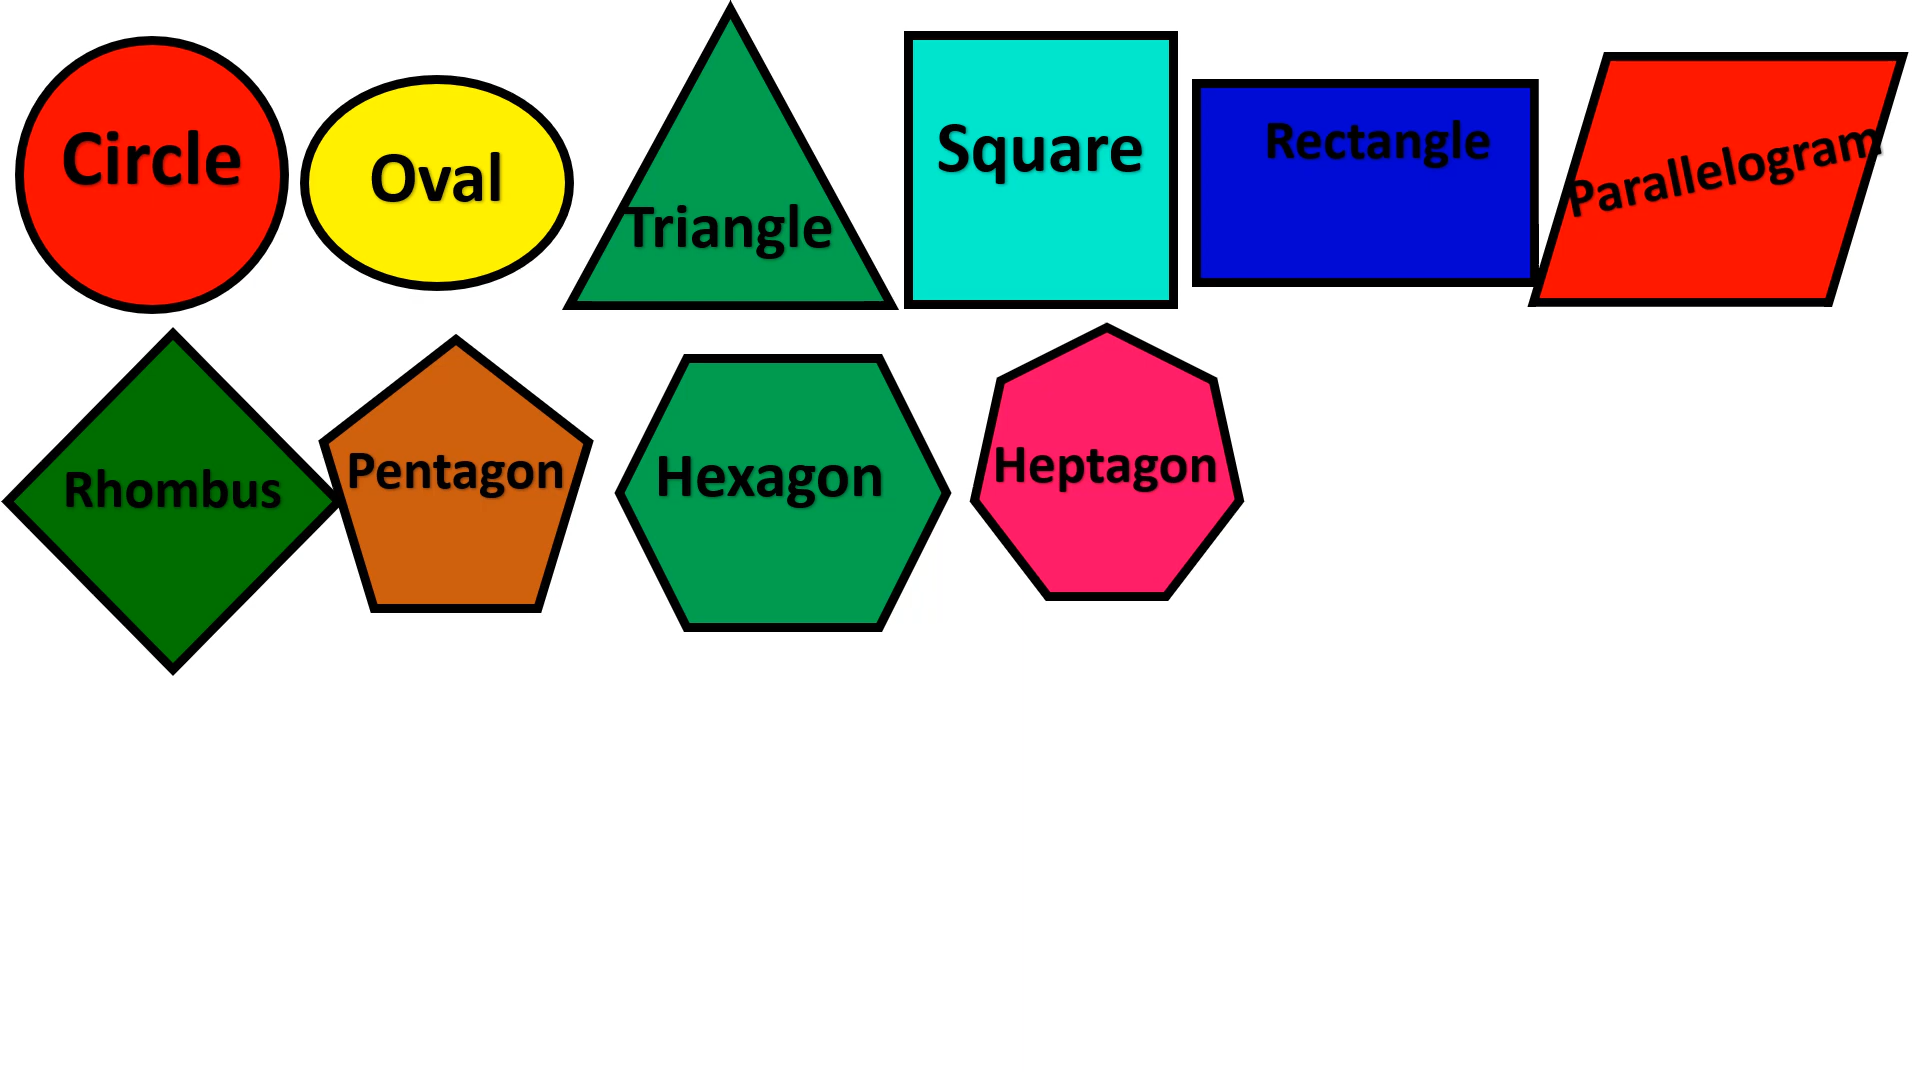 Circle
Oval
Triangle
Square
Rectangle
Parallelogram
Rhombus
Pentagon
Hexagon
Heptagon